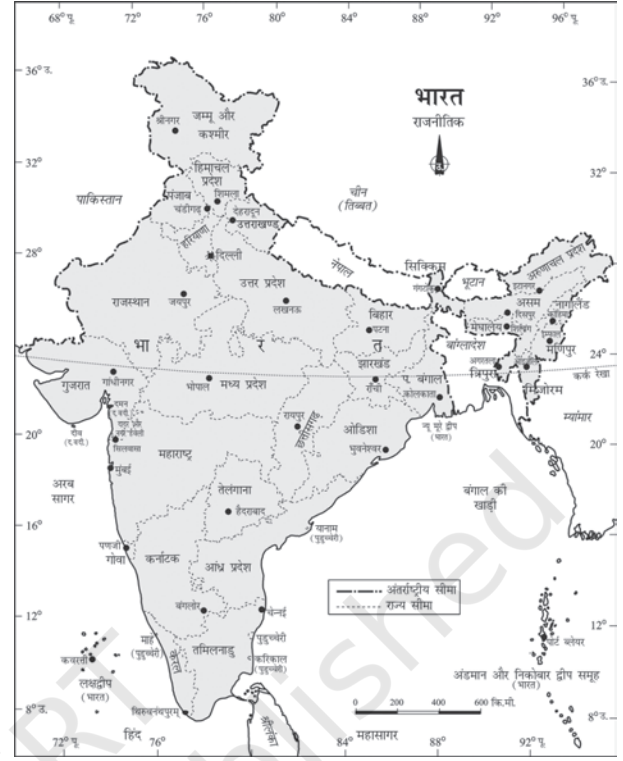 68° पू.
72°
76°
80°
84°
88°
92°
96° पू.
36° उ.
36° उ.
भारत
राजनीतिक
जम्मू और
कश्मीर
श्रीनगर
32°
32°
हिमाचल
प्रदेश
पंजाब
शिमला
चंडीगढ़
पाकिस्तान
चीन
(तिब्बत)
देहरादून
उत्तराखण्ड
हरियाणा
दिल्ली
28°
28°
नेपाल
सिक्किम
गंगटोक
भूटान
अरुणाचल प्रदेश
इटानगर
उत्तर प्रदेश
लखनऊ
राजस्थान
जयपुर
असम
दिसपुर
नागालैंड
कोहिमा
मेघालय
शिलांग
इम्फाल
मणिपुर
बिहार
पटना
भा र त
बांग्लादेश
अगरतला
त्रिपुरा
मिजोरम
24°
24°
कर्क रेखा
झारखंड
राँची
प. बंगाल
कोलकाता
गुजरात
गांधीनगर
भोपाल
मध्य प्रदेश
म्यांमार
न्यू मूरे द्वीप
(भारत)
रायपुर
छत्तीसगढ़
ओडिशा
भुवनेश्वर
20°
20°
सिलवासा
महाराष्ट्र
मुंबई
अरब
सागर
बंगाल की
खाड़ी
तेलंगाना
हैदराबाद
यानाम
(पुडुच्चेरी)
16°
16°
पणजी
गोवा
कर्नाटक
आंध्र प्रदेश
अंतर्राष्ट्रीय सीमा
राज्य सीमा
बंगलोर
चेन्नई
12°
12°
माहे
(पुडुच्चेरी)
पुडुच्चेरी
केरल
तमिलनाडु
करिकाल
(पुडुच्चेरी)
कवरती
लक्षद्वीप
(भारत)
पोर्ट ब्लेयर
अंडमान और निकोबार द्वीप समूह
(भारत)
थिरुवनंथपुरम्
श्रीलंका
0 200 400 600 कि.मी.
8° उ.
8° उ.
हिंद
महासागर
72° पू.
76°
80°
84°
88°
92° पू.